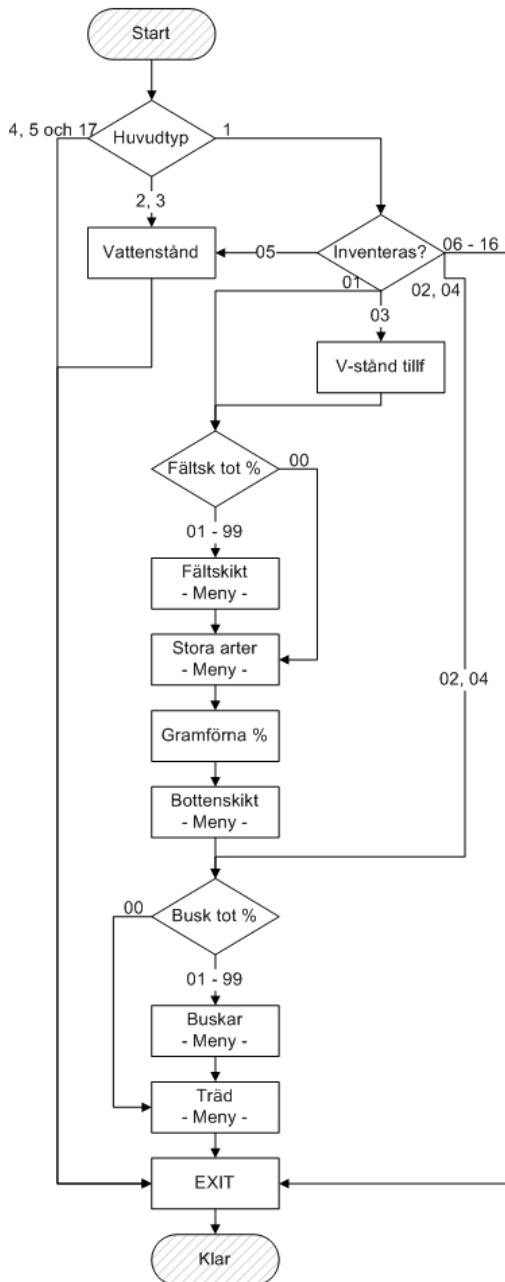 Start
4, 5 och 17
Huvudtyp
1
2, 3
Vattenstånd
05
Inventeras?
06 - 16
01
02, 04
03
V-stånd tillf
Fältsk tot %
00
01 - 99
Fältskikt
- Meny -
Stora arter
- Meny -
02, 04
Gramförna %
Bottenskikt
- Meny -
00
Busk tot %
01 - 99
Buskar
- Meny -
Träd
- Meny -
EXIT
Klar